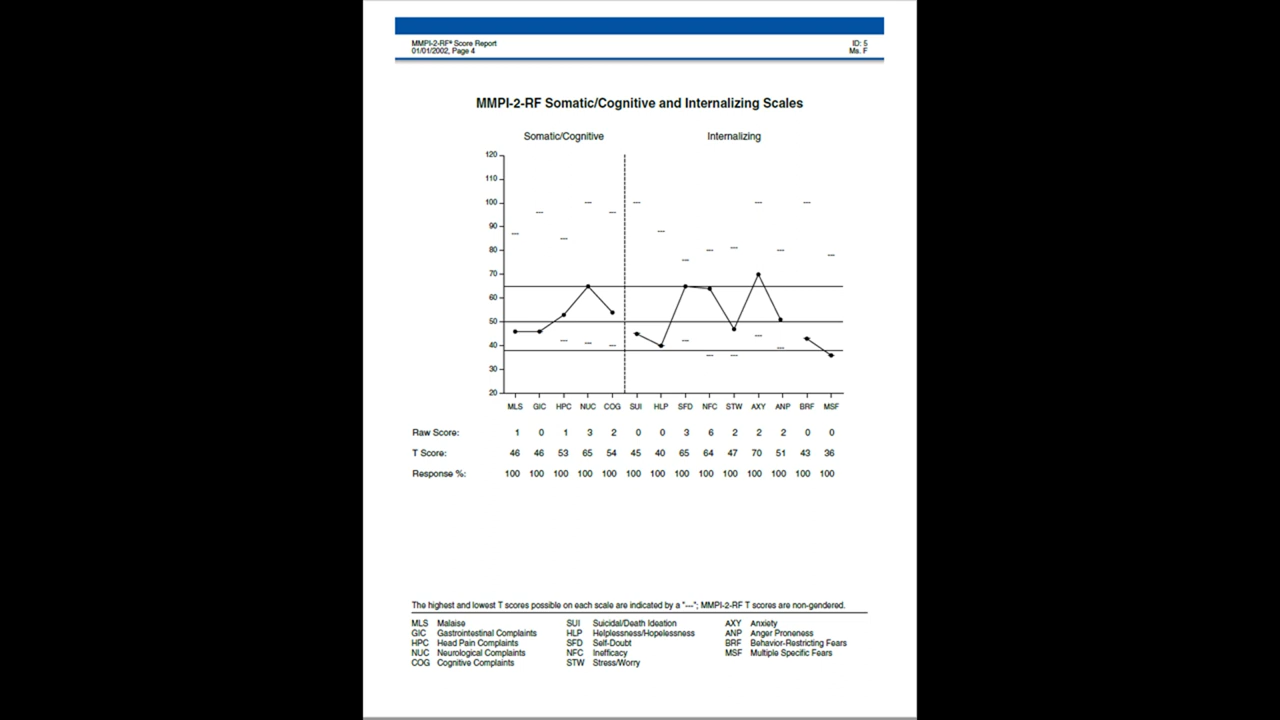 MMPI-2-RF® Score Report
01/01/2002, Page 4
ID: 5
Ms. F
MMPI-2-RF Somatic/Cognitive and Internalizing Scales
Somatic/Cognitive Internalizing
120
110
100
90
80
70
60
50
40
30
20
MLS GIC HPC NUC COG SUI HLP SFD NFC STW AXY ANP BRF MSF
Raw Score: 1 0 1 3 2 0 0 3 6 2 2 2 0 0
T Score: 46 46 53 65 54 45 40 65 64 47 70 51 43 36
Response %: 100 100 100 100 100 100 100 100 100 100 100 100 100 100
The highest and lowest T scores possible on each scale are indicated by a "---"; MMPI-2-RF T scores are non-gendered.
MLS Malaise SUI Suicidal/Death Ideation AXY Anxiety
GIC Gastrointestinal Complaints HLP Helplessness/Hopelessness ANP Anger Proneness
HPC Head Pain Complaints SFD Self-Doubt BRF Behavior-Restricting Fears
NUC Neurological Complaints NFC Inefficacy MSF Multiple Specific Fears
COG Cognitive Complaints STW Stress/Worry